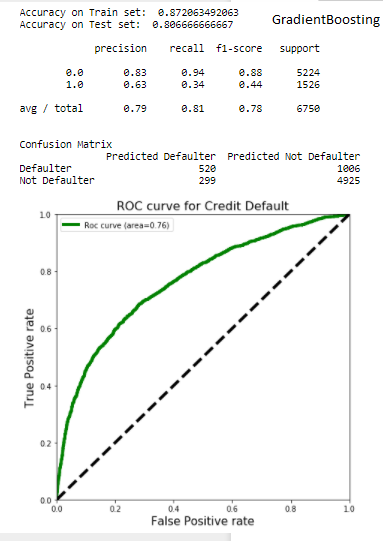 Accuracy on Train set: 0.872063492063
GradientBoosting
Accuracy on Test set: 0.806666666667
precision recall f1-score support
0.0 0.83 0.94 0.88 5224
1.0 0.63 0.34 0.44 1526
avg / total 0.79 0.81 0.78 6750
Confusion Matrix
Predicted Defaulter Predicted Not Defaulter
Defaulter 520 1006
Not Defaulter 299 4925
ROC curve for Credit Default
Roc curve (area=0.76)
1.0
0.8
0.6
0.4
0.2
0.0
True Positive rate
0.0 0.2 0.4 0.6 0.8 1.0
False Positive rate